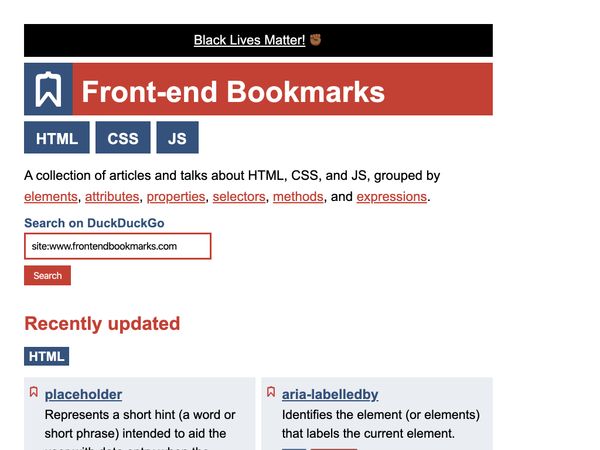 Black Lives Matter! ✊🏾
Front-end Bookmarks
HTML CSS JS
A collection of articles and talks about HTML, CSS, and JS, grouped by
elements, attributes, properties, selectors, methods, and expressions.
Search on DuckDuckGo
site:www.frontendbookmarks.com
Search
Recently updated
HTML
placeholder
Represents a short hint (a word or
short phrase) intended to aid the
aria-labelledby
Identifies the element (or elements)
that labels the current element.